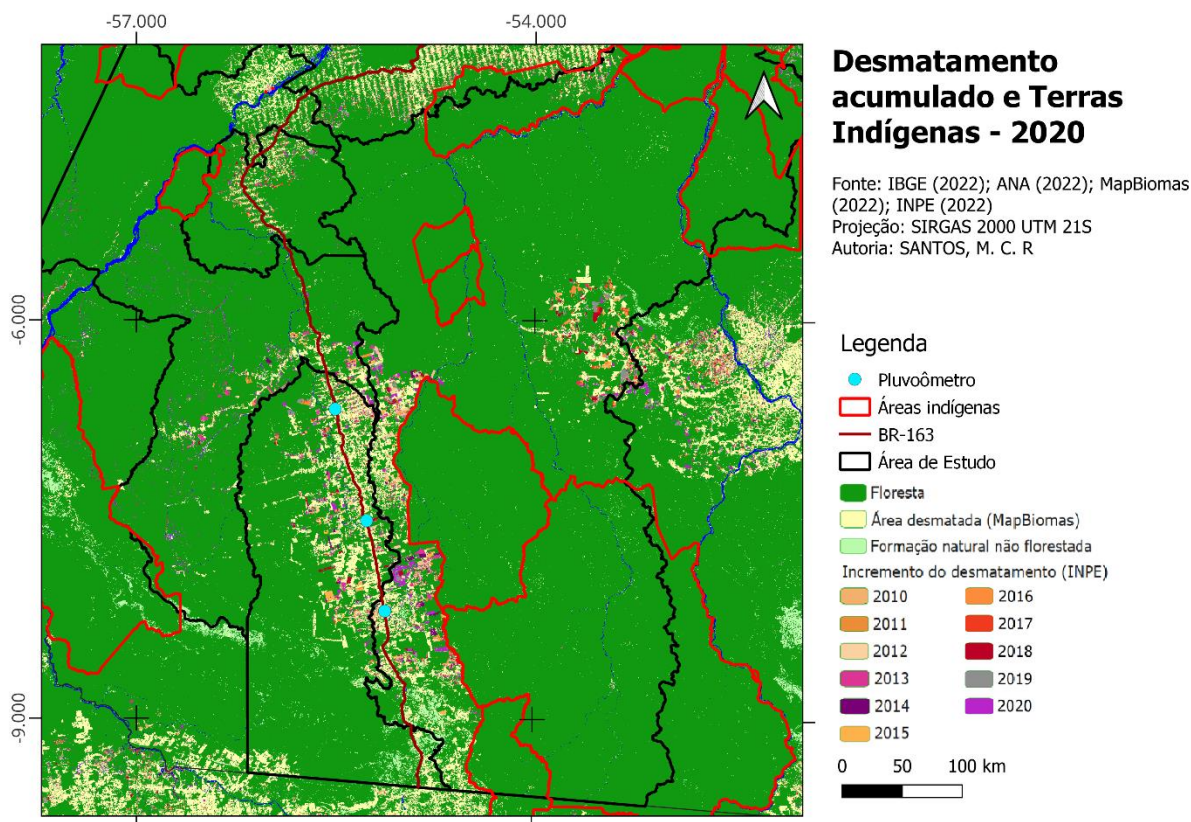 -57.000
-54.000
-6.000
-9.000
Desmatamento
acumulado e Terras
Indígenas - 2020
Fonte: IBGE (2022); ANA (2022); MapBiomas
(2022); INPE (2022)
Projeção: SIRGAS 2000 UTM 21S
Autoria: SANTOS, M. C. R
Legenda
Pluvoômetro
Áreas indígenas
BR-163
Área de Estudo
Floresta
Área desmatada (MapBiomas)
Formação natural não florestada
Incremento do desmatamento (INPE)
2010
2011
2012
2013
2014
2015
2016
2017
2018
2019
2020
0 50 100 km